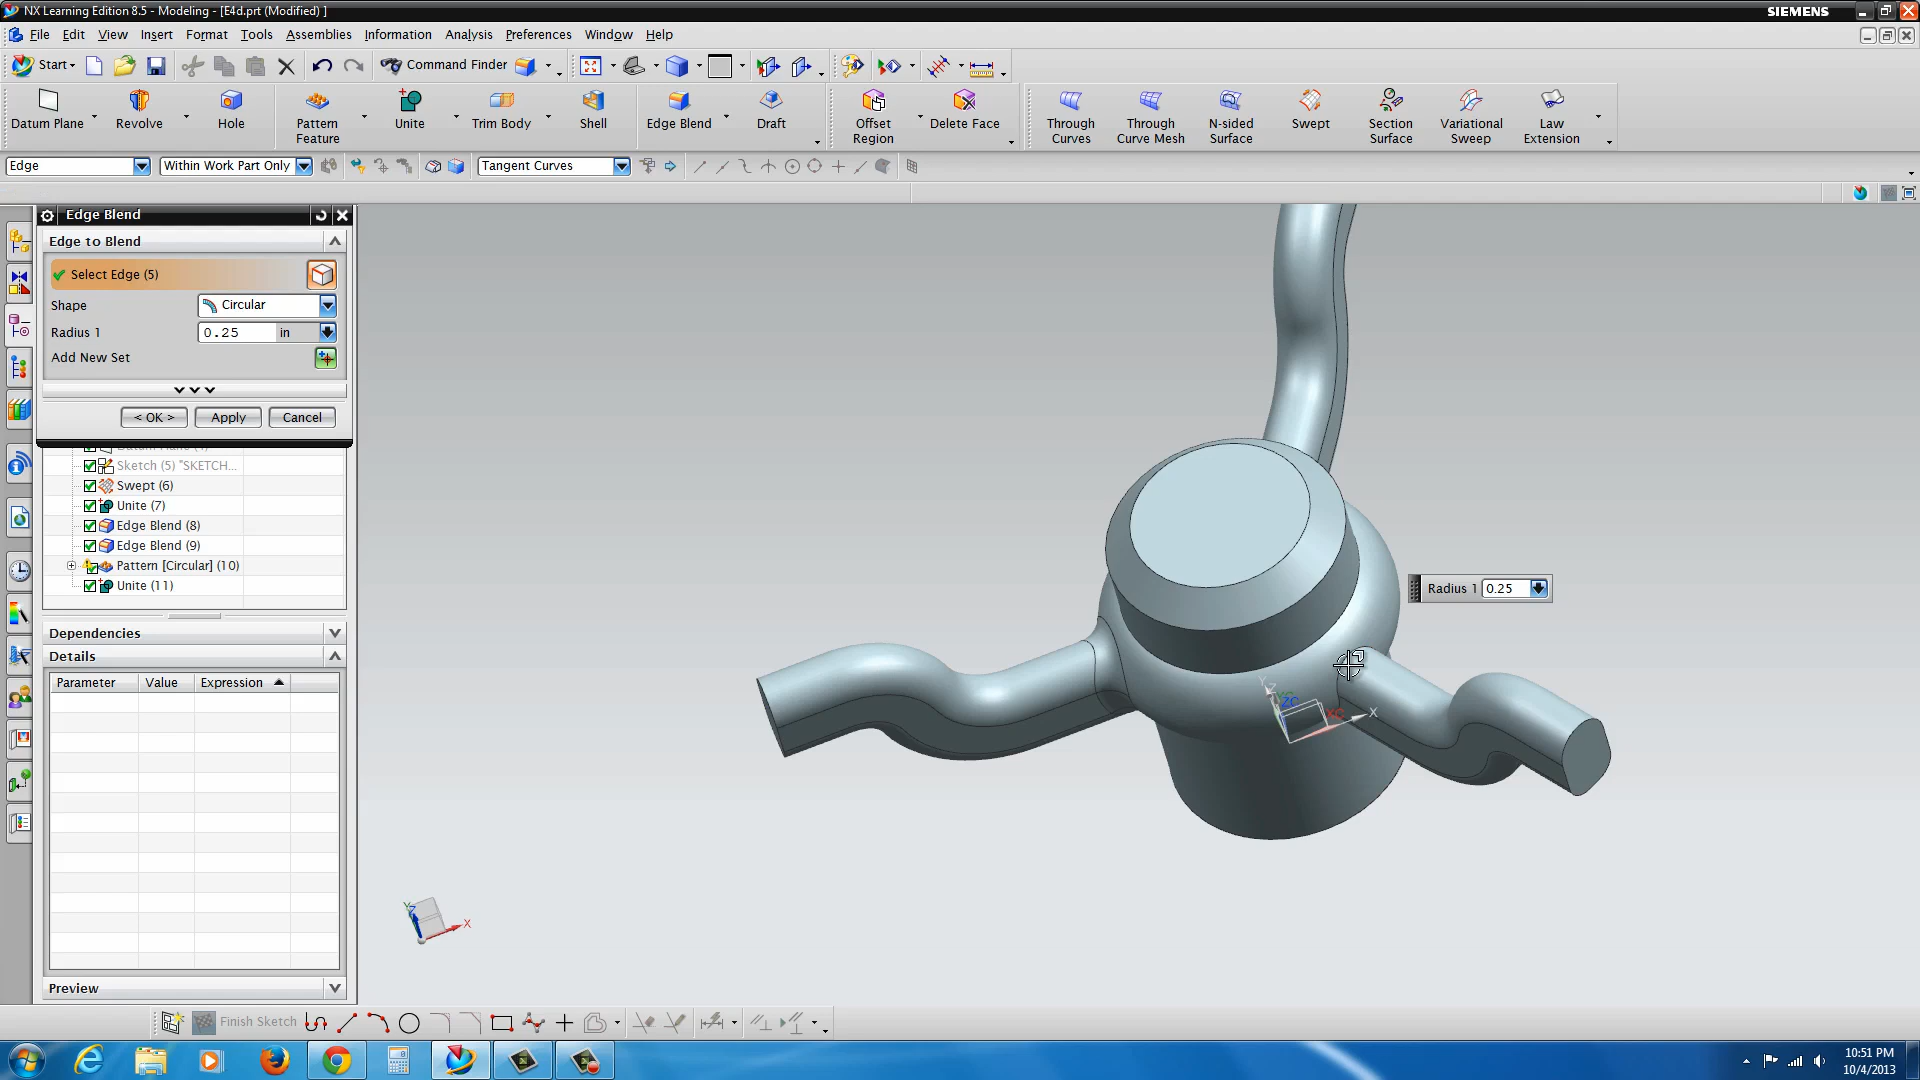 NX Learning Edition 8.5 - Modeling - [E4d.prt (Modified) ]
SIEMENS
File Edit View Insert Format Tools Assemblies Information Analysis Preferences Window Help
Start
Command Finder
Datum Plane
Revolve
Hole
Pattern Feature
Unite
Trim Body
Shell
Edge Blend
Draft
Offset Region
Delete Face
Through Curves
Through Curve Mesh
N-sided Surface
Swept
Section Surface
Variational Sweep
Law Extension
Edge
Within Work Part Only
Tangent Curves
Edge Blend
Edge to Blend
Select Edge (5)
Shape
Circular
Radius 1
0.25
in
Add New Set
< OK >
Apply
Cancel
Sketch (5) "SKETCH...
Swept (6)
Unite (7)
Edge Blend (8)
Edge Blend (9)
Pattern [Circular] (10)
Unite (11)
Dependencies
Details
Parameter
Value
Expression
Preview
Radius 1
0.25
YC
ZC
XC
X
Y
Z
Y
Z
X
Finish Sketch
10:51 PM
10/4/2013